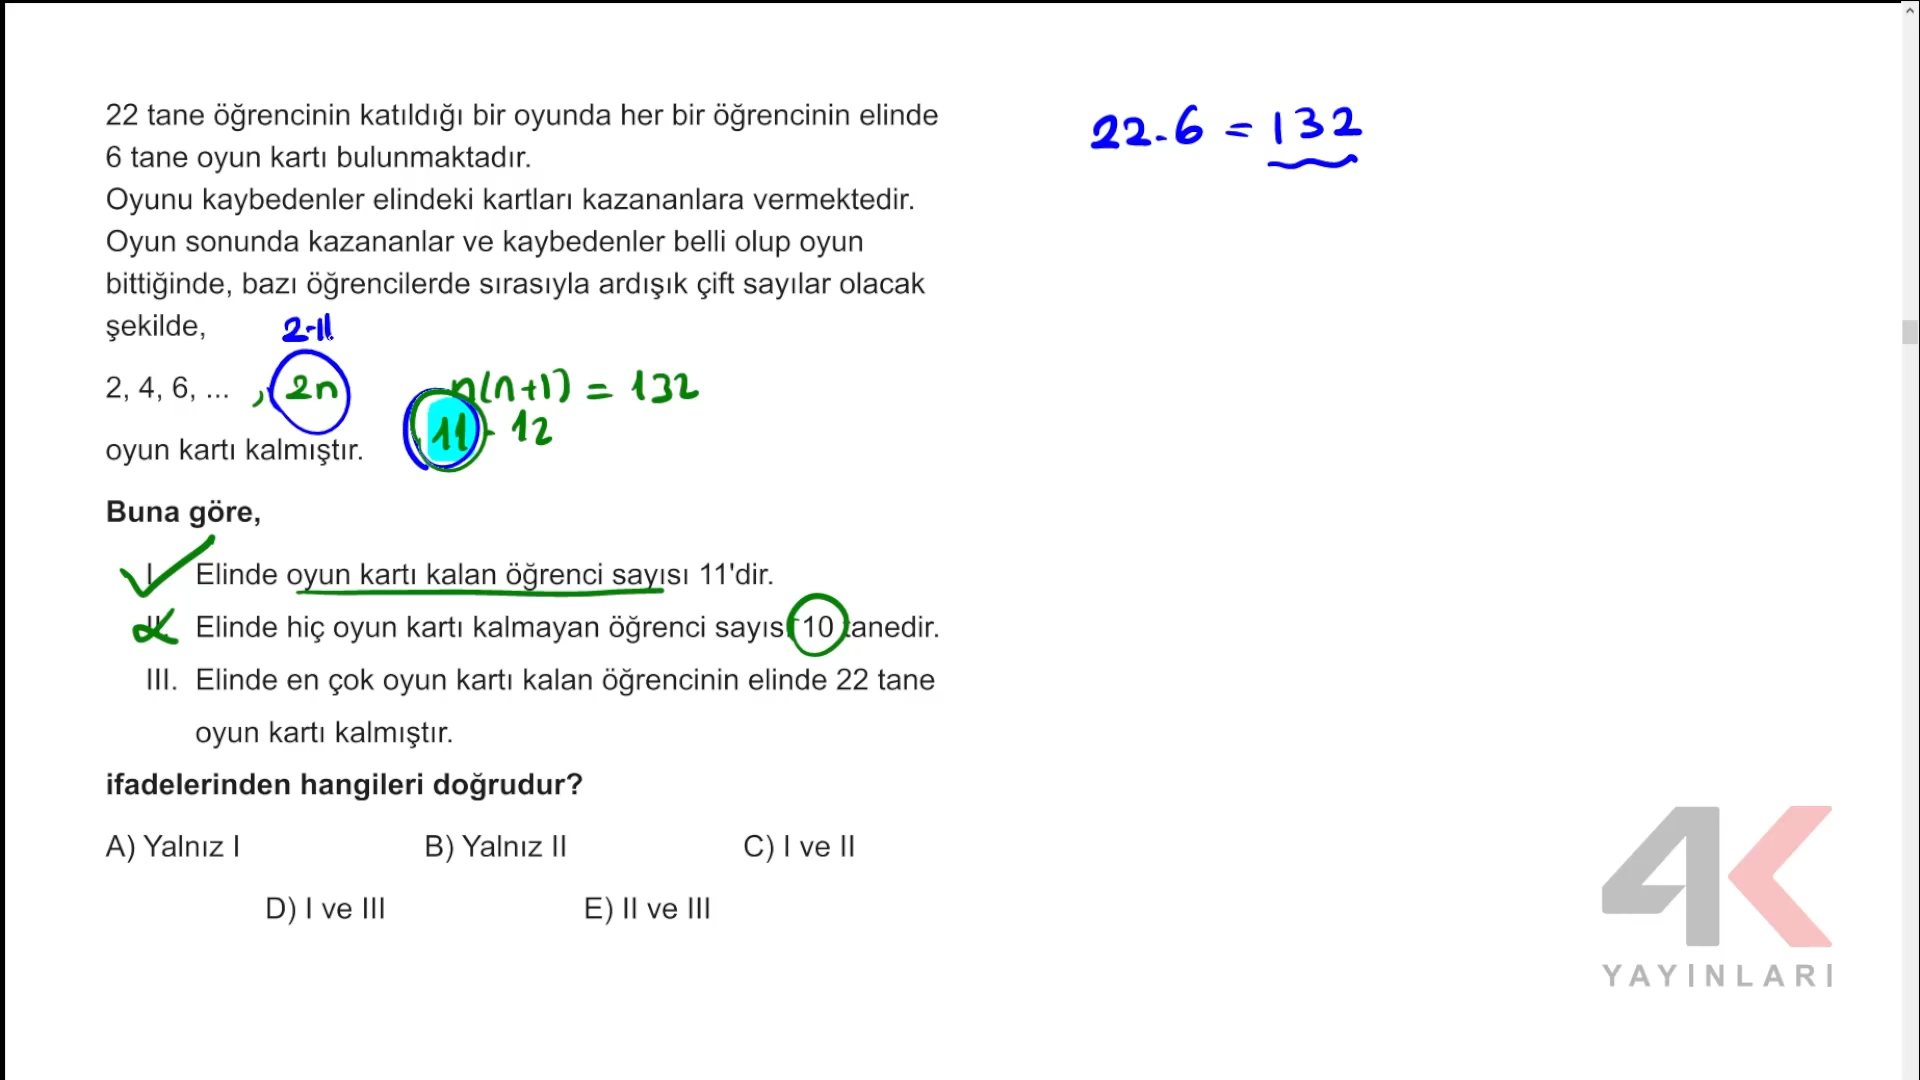 22 tane öğrencinin katıldığı bir oyunda her bir öğrencinin elinde
6 tane oyun kartı bulunmaktadır.
Oyunu kaybedenler elindeki kartları kazananlara vermektedir.
Oyun sonunda kazananlar ve kaybedenler belli olup oyun
bittiğinde, bazı öğrencilerde sırasıyla ardışık çift sayılar olacak
şekilde,
2.11
2, 4, 6, ... , 2n
n(n+1) = 132
11 . 12
oyun kartı kalmıştır.
Buna göre,
I. Elinde oyun kartı kalan öğrenci sayısı 11'dir.
II. Elinde hiç oyun kartı kalmayan öğrenci sayısı 10 tanedir.
III. Elinde en çok oyun kartı kalan öğrencinin elinde 22 tane
oyun kartı kalmıştır.
ifadelerinden hangileri doğrudur?
A) Yalnız I B) Yalnız II C) I ve II
D) I ve III E) II ve III
22.6 = 132
4K
YAYINLARI